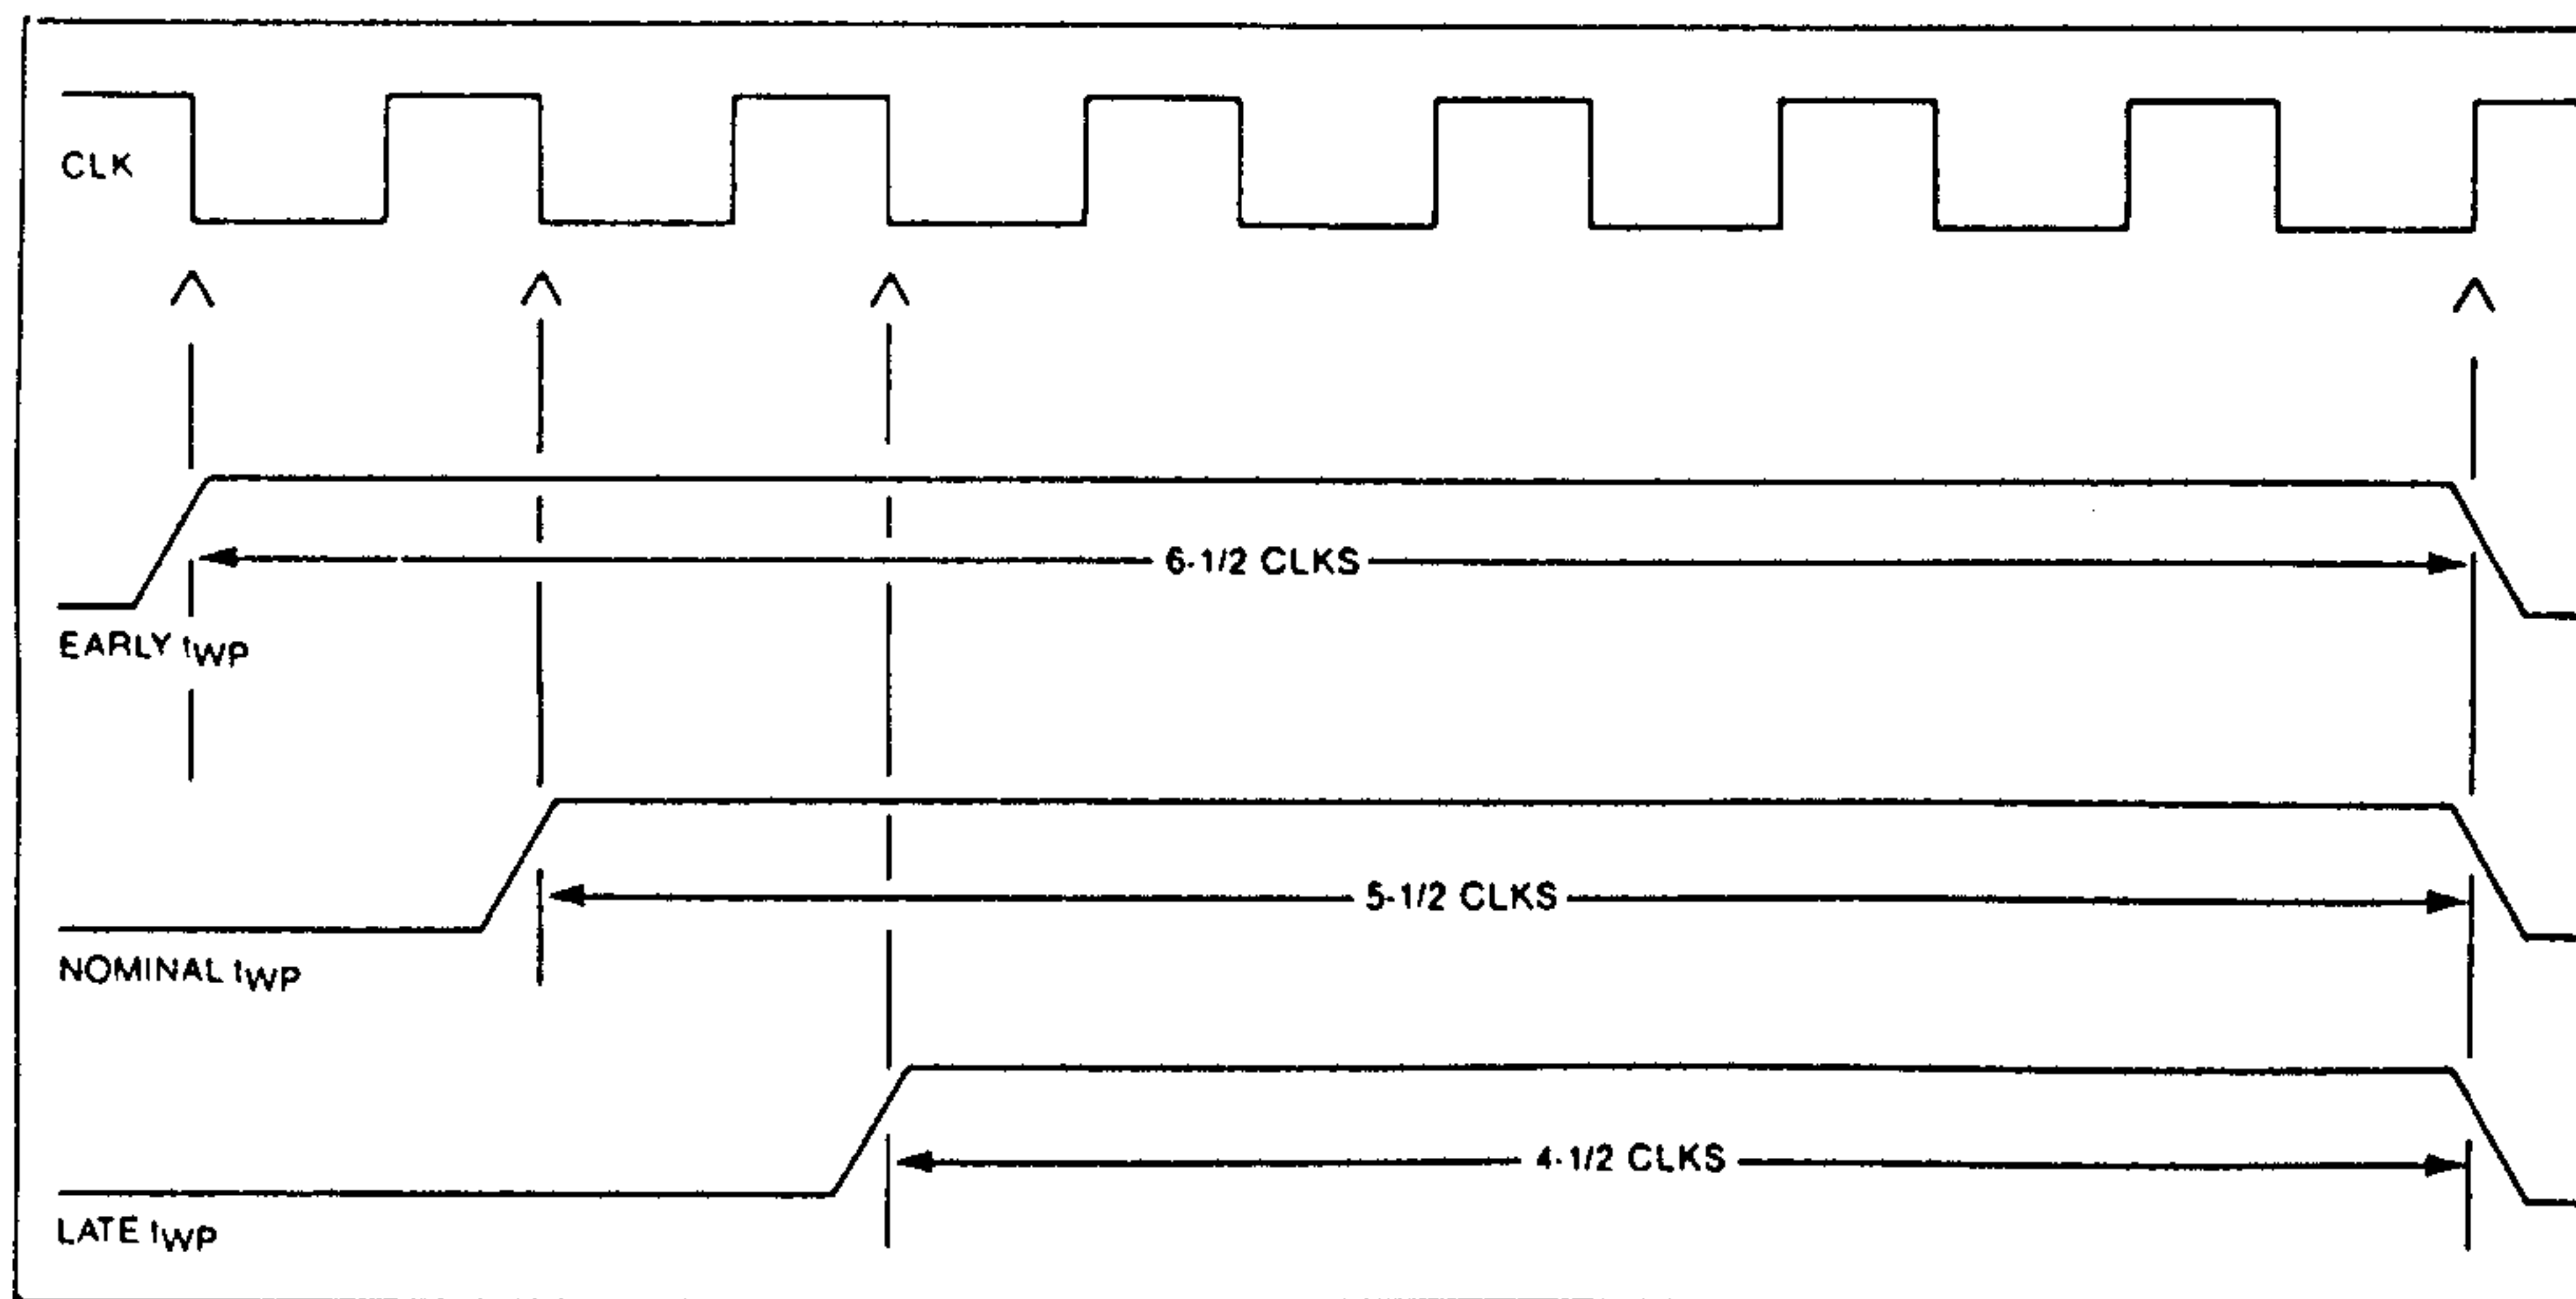 CLK
6-1/2 CLKS
EARLY tWP
5-1/2 CLKS
NOMINAL tWP
4-1/2 CLKS
LATE tWP